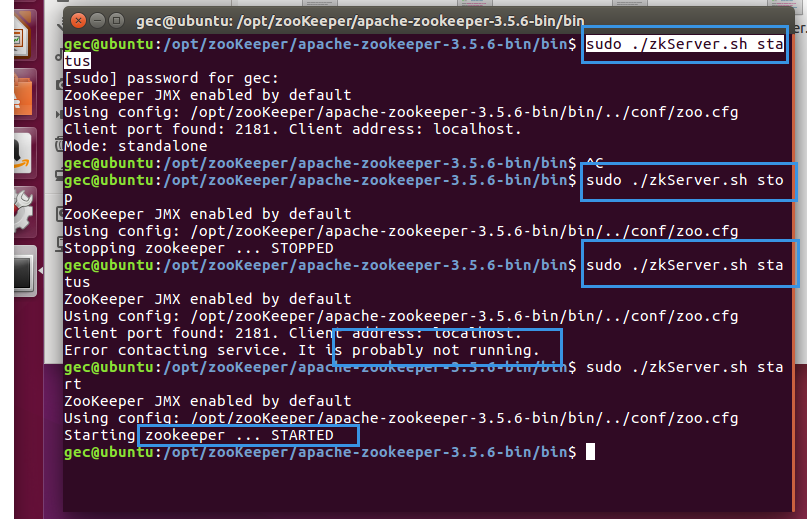 gec@ubuntu: /opt/zooKeeper/apache-zookeeper-3.5.6-bin/bin
gec@ubuntu:/opt/zooKeeper/apache-zookeeper-3.5.6-bin/bin$ sudo ./zkServer.sh sta
tus
[sudo] password for gec:
ZooKeeper JMX enabled by default
Using config: /opt/zooKeeper/apache-zookeeper-3.5.6-bin/bin/../conf/zoo.cfg
Client port found: 2181. Client address: localhost.
Mode: standalone
gec@ubuntu:/opt/zooKeeper/apache-zookeeper-3.5.6-bin/bin$ ^C
gec@ubuntu:/opt/zooKeeper/apache-zookeeper-3.5.6-bin/bin$ sudo ./zkServer.sh sto
p
ZooKeeper JMX enabled by default
Using config: /opt/zooKeeper/apache-zookeeper-3.5.6-bin/bin/../conf/zoo.cfg
Stopping zookeeper ... STOPPED
gec@ubuntu:/opt/zooKeeper/apache-zookeeper-3.5.6-bin/bin$ sudo ./zkServer.sh sta
tus
ZooKeeper JMX enabled by default
Using config: /opt/zooKeeper/apache-zookeeper-3.5.6-bin/bin/../conf/zoo.cfg
Client port found: 2181. Client address: localhost.
Error contacting service. It is probably not running.
gec@ubuntu:/opt/zooKeeper/apache-zookeeper-3.5.6-bin/bin$ sudo ./zkServer.sh sta
rt
ZooKeeper JMX enabled by default
Using config: /opt/zooKeeper/apache-zookeeper-3.5.6-bin/bin/../conf/zoo.cfg
Starting zookeeper ... STARTED
gec@ubuntu:/opt/zooKeeper/apache-zookeeper-3.5.6-bin/bin$